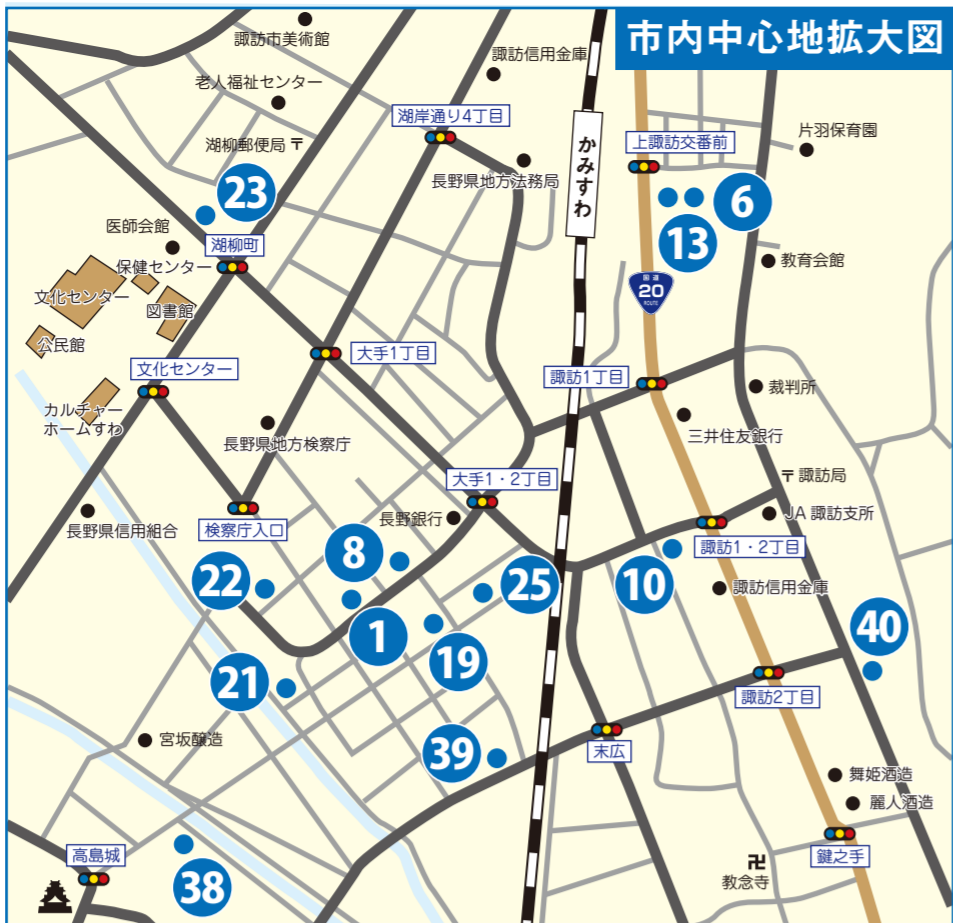 市内中心地拡大図
諏訪市美術館
諏訪信用金庫
老人福祉センター
湖岸通り4丁目
湖柳郵便局 〒
かみすわ
上諏訪交番前
片羽保育園
長野県地方法務局
23
6
医師会館
湖柳町
13
保健センター
教育会館
文化センター
国道
20
ROUTE
図書館
公民館
大手1丁目
文化センター
諏訪1丁目
裁判所
カルチャー
ホームすわ
三井住友銀行
長野県地方検察庁
大手1・2丁目
〒諏訪局
長野県信用組合
検察庁入口
長野銀行
JA 諏訪支所
諏訪1・2丁目
8
22
25
10
諏訪信用金庫
1
40
19
21
諏訪2丁目
宮坂醸造
39
末広
舞姫酒造
麗人酒造
高島城
鍵之手
卍
教念寺
38